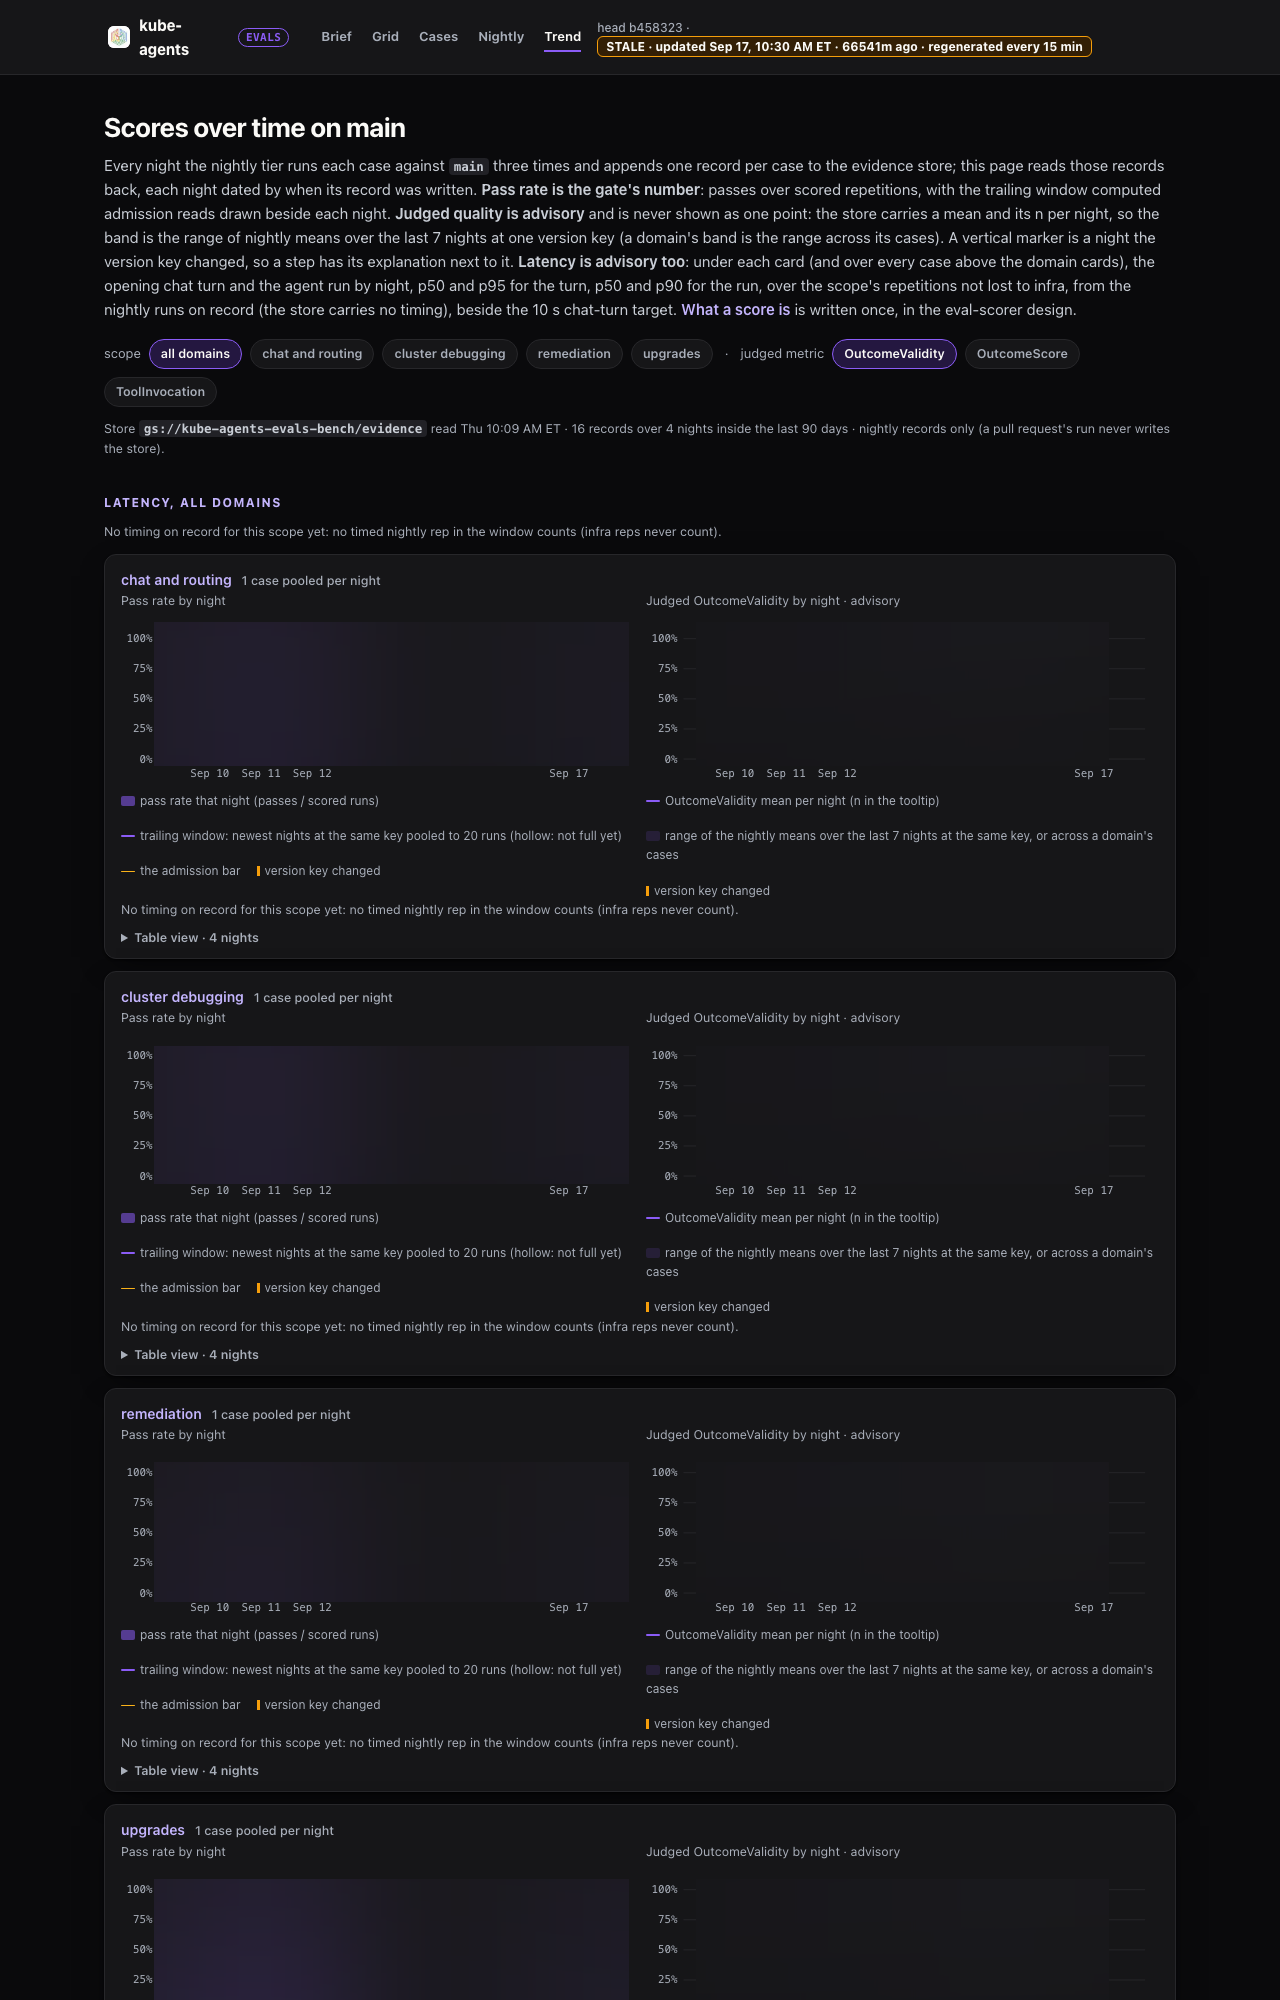 kube-agents
EVALS
Brief
Grid
Cases
Nightly
Trend
head b458323 ·
STALE · updated Sep 17, 10:30 AM ET · 66541m ago · regenerated every 15 min
Scores over time on main
Every night the nightly tier runs each case against main three times and appends one record per case to the evidence store; this page reads those records
back, each night dated by when its record was written. Pass rate is the gate's number: passes over scored repetitions, with the trailing window computed
admission reads drawn beside each night. Judged quality is advisory and is never shown as one point: the store carries a mean and its n per night, so the
band is the range of nightly means over the last 7 nights at one version key (a domain's band is the range across its cases). A vertical marker is a night the
version key changed, so a step has its explanation next to it. Latency is advisory too: under each card (and over every case above the domain cards), the
opening chat turn and the agent run by night, p50 and p95 for the turn, p50 and p90 for the run, over the scope's repetitions not lost to infra, from the
nightly runs on record (the store carries no timing), beside the 10 s chat-turn target. What a score is is written once, in the eval-scorer design.
scope all domains chat and routing cluster debugging remediation upgrades · judged metric OutcomeValidity OutcomeScore
ToolInvocation
Store gs://kube-agents-evals-bench/evidence read Thu 10:09 AM ET · 16 records over 4 nights inside the last 90 days · nightly records only (a pull request's run never writes
the store).
LATENCY, ALL DOMAINS
No timing on record for this scope yet: no timed nightly rep in the window counts (infra reps never count).
chat and routing 1 case pooled per night
Pass rate by night
100%
75%
50%
25%
0%
Sep 10 Sep 11 Sep 12 Sep 17
pass rate that night (passes / scored runs)
trailing window: newest nights at the same key pooled to 20 runs (hollow: not full yet)
the admission bar version key changed
Judged OutcomeValidity by night · advisory
100%
75%
50%
25%
0%
Sep 10 Sep 11 Sep 12 Sep 17
OutcomeValidity mean per night (n in the tooltip)
range of the nightly means over the last 7 nights at the same key, or across a domain's
cases
version key changed
No timing on record for this scope yet: no timed nightly rep in the window counts (infra reps never count).
Table view · 4 nights
cluster debugging 1 case pooled per night
Pass rate by night
100%
75%
50%
25%
0%
Sep 10 Sep 11 Sep 12 Sep 17
pass rate that night (passes / scored runs)
trailing window: newest nights at the same key pooled to 20 runs (hollow: not full yet)
the admission bar version key changed
Judged OutcomeValidity by night · advisory
100%
75%
50%
25%
0%
Sep 10 Sep 11 Sep 12 Sep 17
OutcomeValidity mean per night (n in the tooltip)
range of the nightly means over the last 7 nights at the same key, or across a domain's
cases
version key changed
No timing on record for this scope yet: no timed nightly rep in the window counts (infra reps never count).
Table view · 4 nights
remediation 1 case pooled per night
Pass rate by night
100%
75%
50%
25%
0%
Sep 10 Sep 11 Sep 12 Sep 17
pass rate that night (passes / scored runs)
trailing window: newest nights at the same key pooled to 20 runs (hollow: not full yet)
the admission bar version key changed
Judged OutcomeValidity by night · advisory
100%
75%
50%
25%
0%
Sep 10 Sep 11 Sep 12 Sep 17
OutcomeValidity mean per night (n in the tooltip)
range of the nightly means over the last 7 nights at the same key, or across a domain's
cases
version key changed
No timing on record for this scope yet: no timed nightly rep in the window counts (infra reps never count).
Table view · 4 nights
upgrades 1 case pooled per night
Pass rate by night
100%
75%
50%
25%
Judged OutcomeValidity by night · advisory
100%
75%
50%
25%